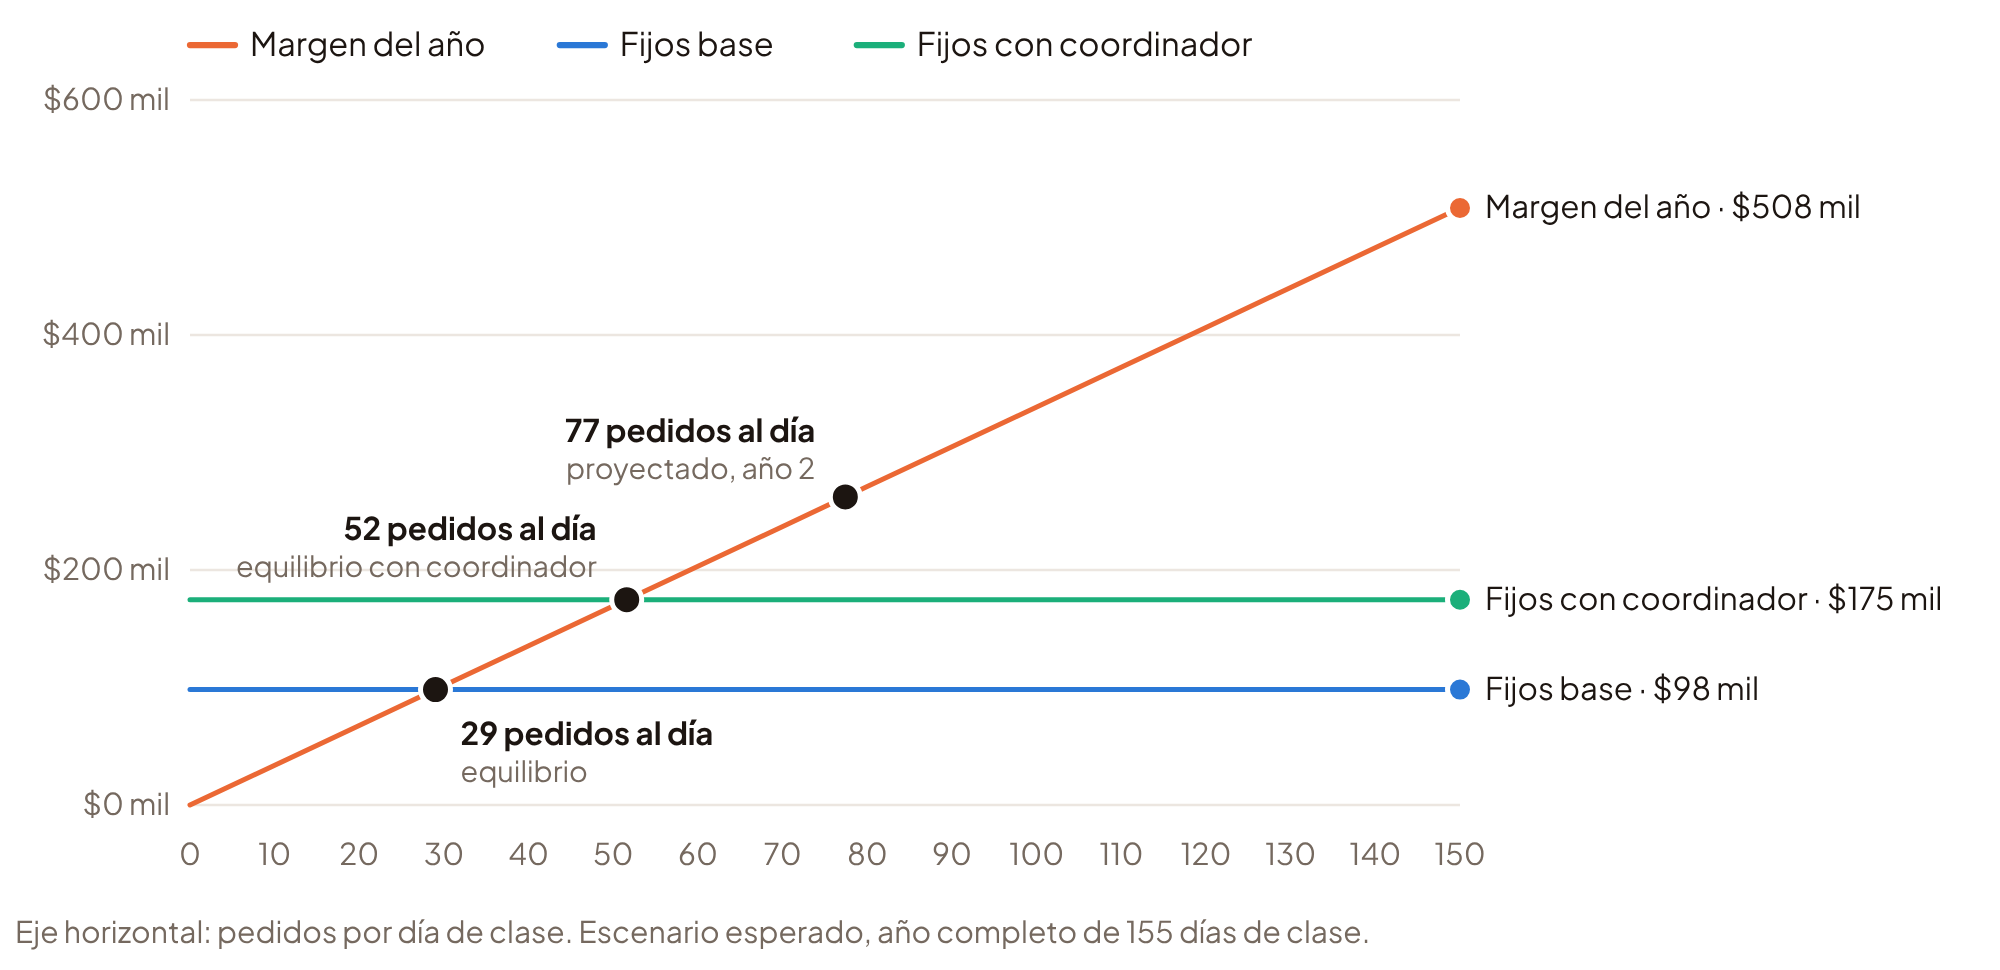 Margen del año
Fijos base
Fijos con coordinador
$600 mil
Margen del año · $508 mil
$400 mil
77 pedidos al día
proyectado, año 2
52 pedidos al día
$200 mil
equilibrio con coordinador
Fijos con coordinador · $175 mil
Fijos base · $98 mil
29 pedidos al día
equilibrio
$0 mil
0 10 20 30 40 50 60 70 80 90 100 110 120 130 140 150
Eje horizontal: pedidos por día de clase. Escenario esperado, año completo de 155 días de clase.